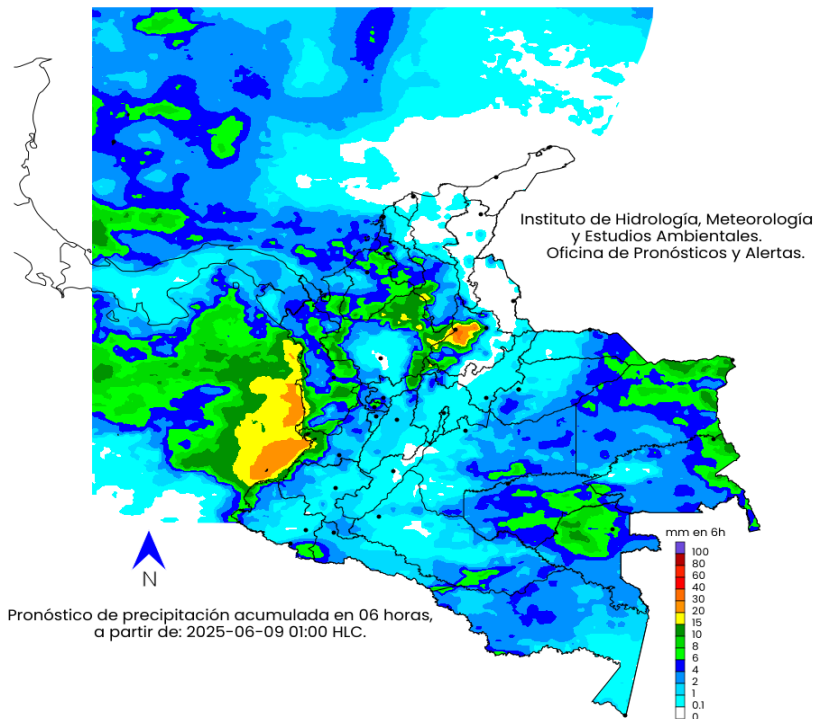 Instituto de Hidrología, Meteorología
y Estudios Ambientales.
Oficina de Pronósticos y Alertas.
mm en 6h
100
80
60
40
30
20
15
10
8
6
4
2
1
0.1
0
N
Pronóstico de precipitación acumulada en 06 horas,
a partir de: 2025-06-09 01:00 HLC.